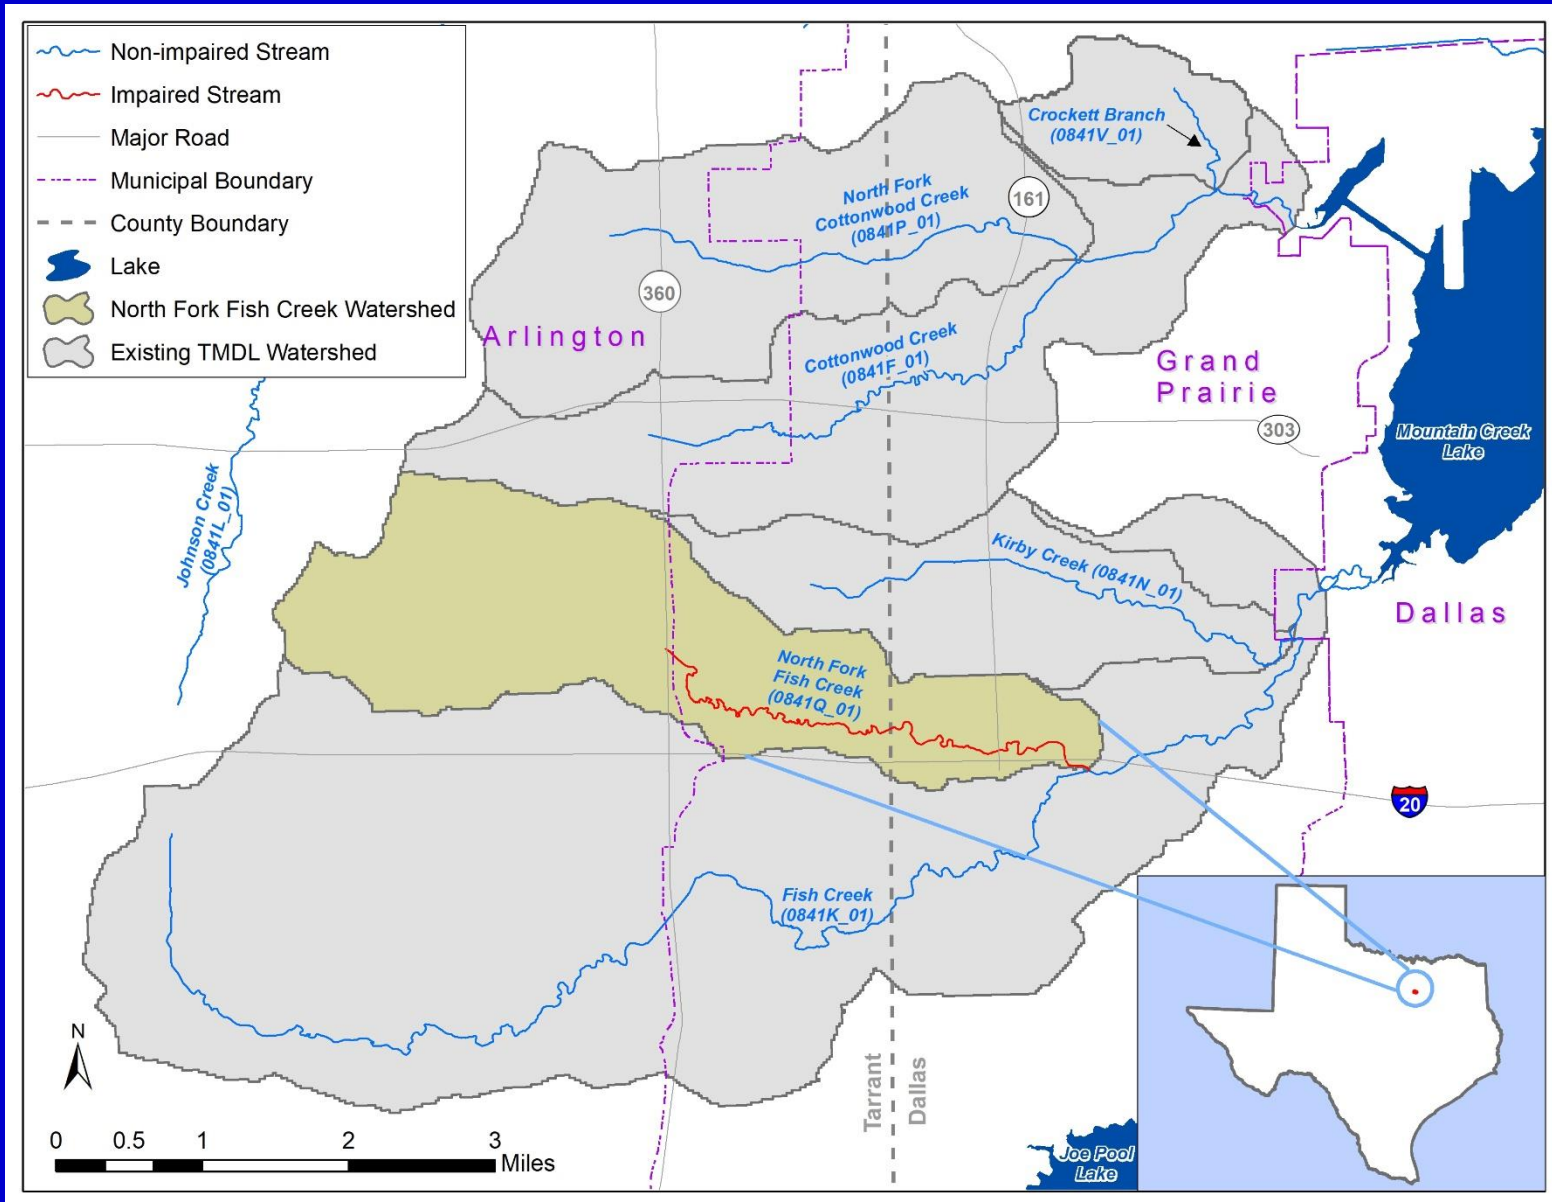 Non-impaired Stream
Impaired Stream
Major Road
Municipal Boundary
County Boundary
Lake
North Fork Fish Creek Watershed
Existing TMDL Watershed
Crockett Branch
(0841V_01)
North Fork
Cottonwood Creek
(0841P_01)
161
360
Arlington
Cottonwood Creek
(0841F_01)
Grand
Prairie
303
Mountain Creek
Lake
Johnson Creek
(0841L_01)
Kirby Creek (0841N_01)
Dallas
North Fork
Fish Creek
(0841Q_01)
20
Fish Creek
(0841K_01)
N
Tarrant
Dallas
0 0.5 1 2 3
Miles
Joe Pool
Lake